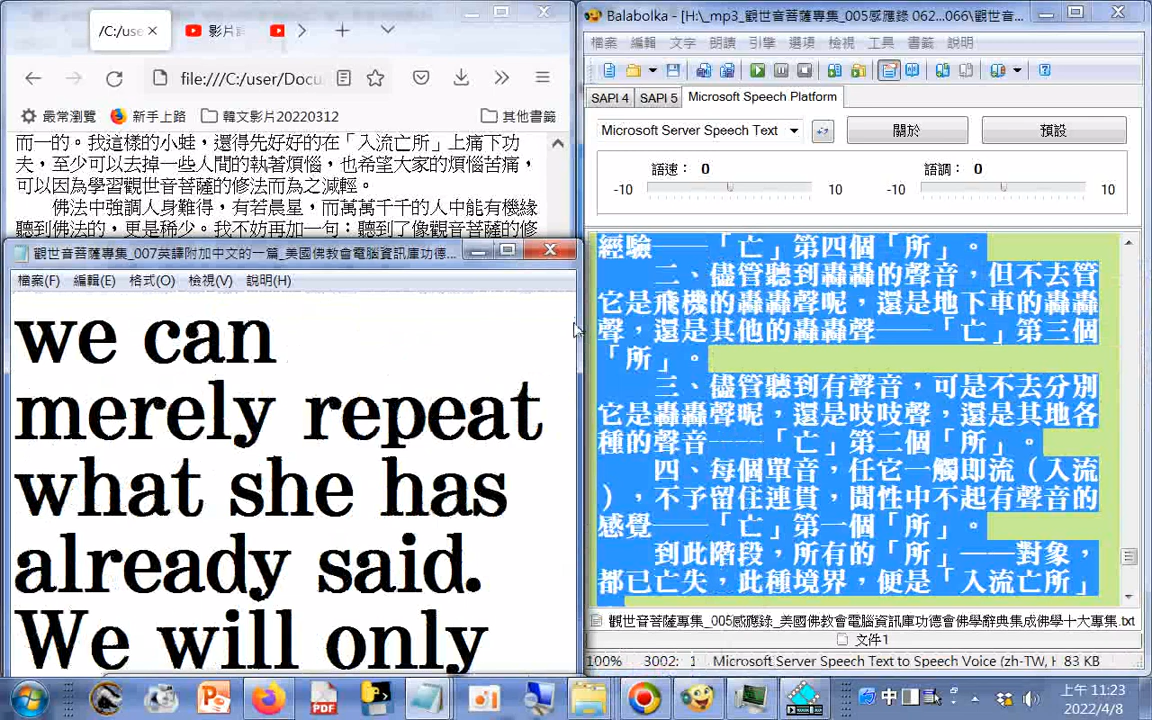 /C:/use
影片
file:///C:/user/Docu
最常瀏覽
新手上路
韓文影片20220312
其他書籤
而一的。我這樣的小蛙，還得先好好的在「入流亡所」上痛下功
夫，至少可以去掉一些人間的執著煩惱，也希望大家的煩惱苦痛，
可以因為學習觀世音菩薩的修法而為之減輕。
佛法中強調人身難得，有若晨星，而萬萬千千的人中能有機緣
聽到佛法的，更是稀少。我不妨再加一句：聽到了像觀音菩薩的修
觀世音菩薩專集_007英譯附加中文的一篇_美國佛教會電腦資訊庫功德...
檔案(F) 編輯(E) 格式(O) 檢視(V) 說明(H)
we can
merely repeat
what she has
already said.
We will only
Balabolka - [H:\_mp3_觀世音菩薩專集_005感應錄 062...066\觀世音...
檔案 編輯 文字 朗讀 引擎 選項 檢視 工具 書籤 說明
SAPI 4 SAPI 5 Microsoft Speech Platform
Microsoft Server Speech Text
關於
預設
語速： 0
語調： 0
-10 10 -10 10
經驗——「亡」第四個「所」。
二、儘管聽到轟轟的聲音，但不去管
它是飛機的轟轟聲呢，還是地下車的轟轟
聲，還是其他的轟轟聲——「亡」第三個
「所」。
三、儘管聽到有聲音，可是不去分別
它是轟轟聲呢，還是吱吱聲，還是其地各
種的聲音——「亡」第二個「所」。
四、每個單音，任它一觸即流（入流
），不予留住連貫，聞性中不起有聲音的
感覺——「亡」第一個「所」。
到此階段，所有的「所」——對象，
都已亡失，此種境界，便是「入流亡所」
觀世音菩薩專集_005感應錄_美國佛教會電腦資訊庫功德會佛學辭典集成佛學十大專集.txt
文件1
100% 3002: 1 Microsoft Server Speech Text to Speech Voice (zh-TW, H 83 KB
PDF
中
上午 11:23
2022/4/8